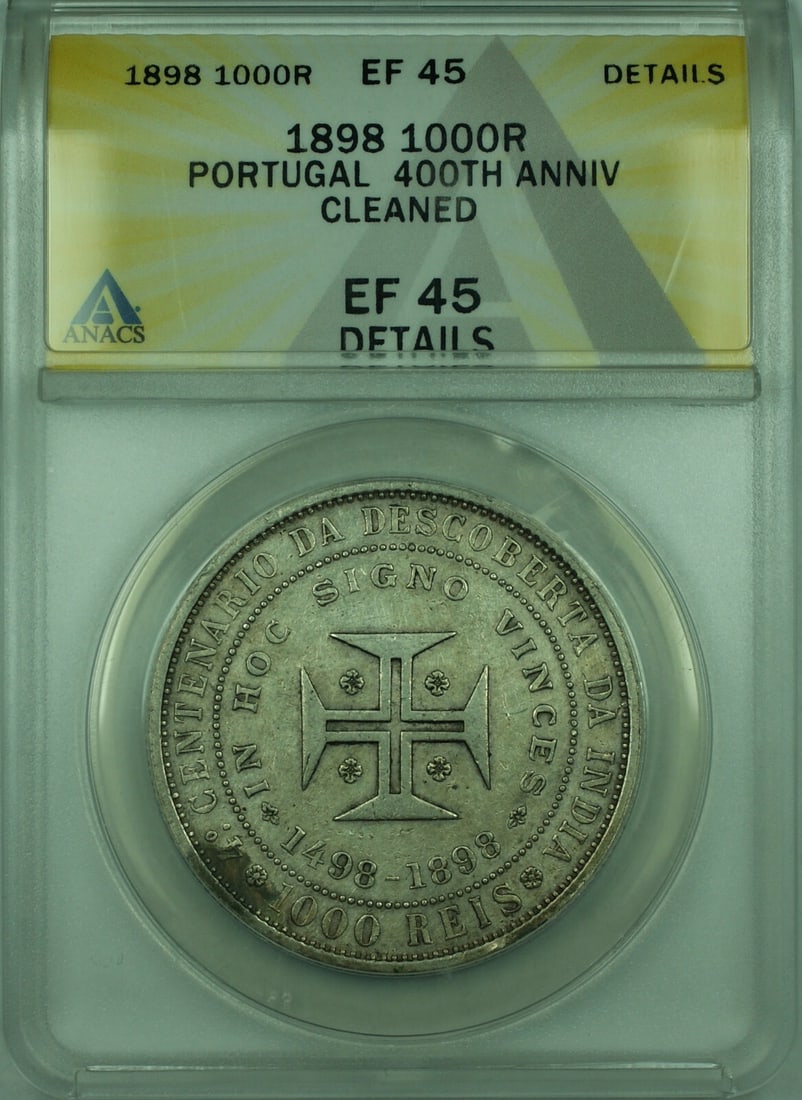 1898 1000R EF 45 DETAILS
1898 1000R
PORTUGAL 400TH ANNIV
CLEANED
EF 45
DETAILS
ANACS
4.º CENTENARIO DA DESCOBERTA DA INDIA
1000 REIS
IN HOC SIGNO VINCES
1498-1898